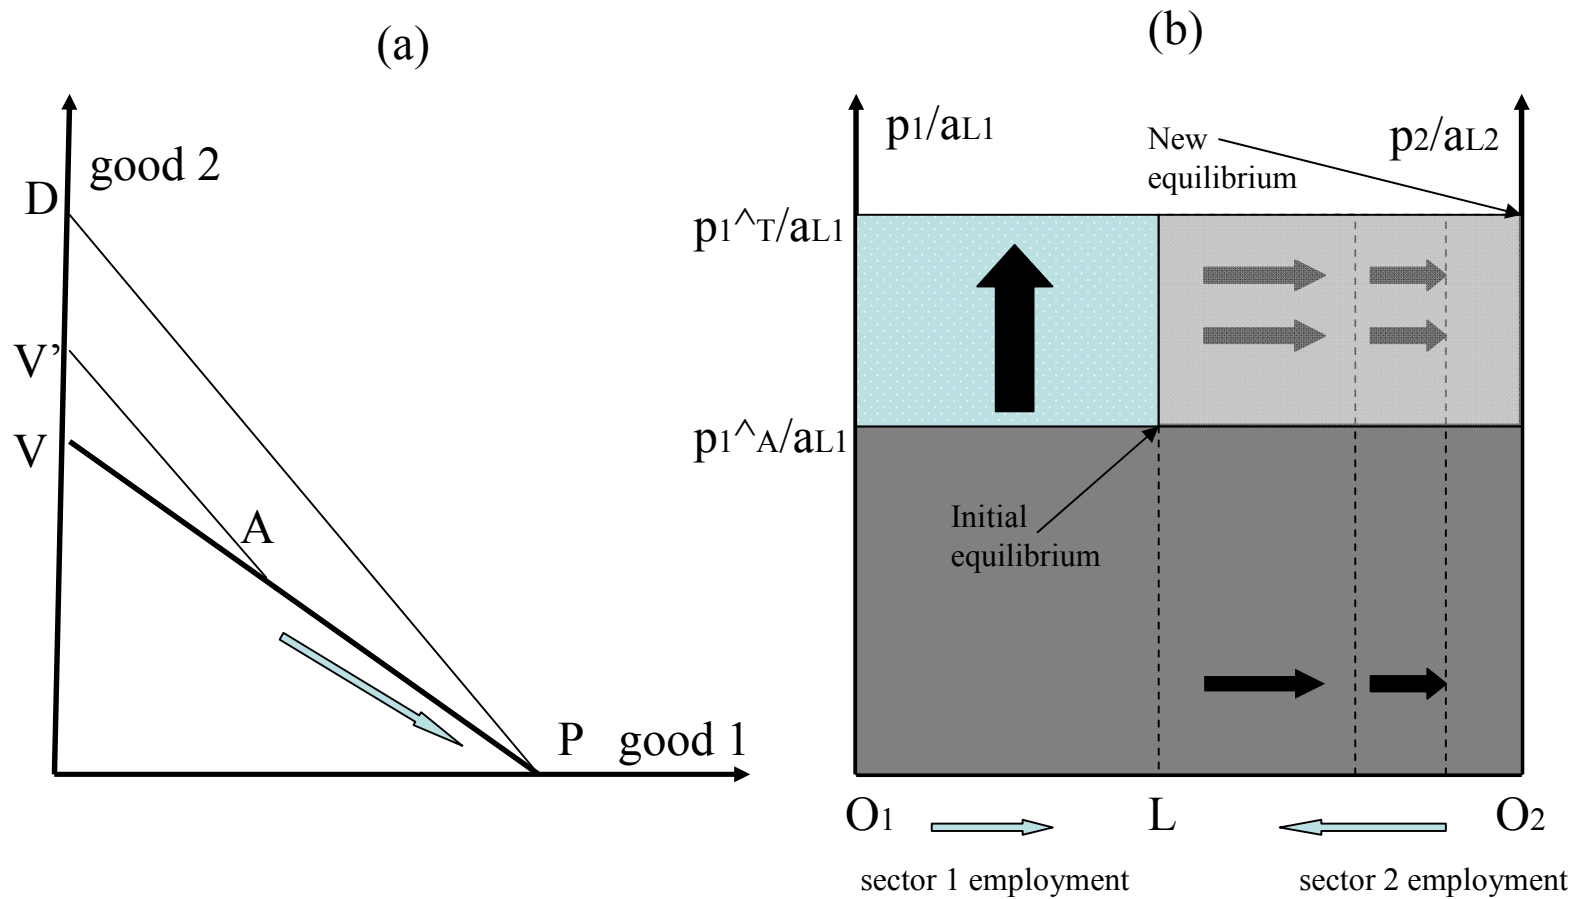 (a)
good 2
D
V’
V
A
P
good 1
(b)
p1/aL1
New
equilibrium
p2/aL2
p1^T/aL1
p1^A/aL1
Initial
equilibrium
O1
L
O2
sector 1 employment
sector 2 employment